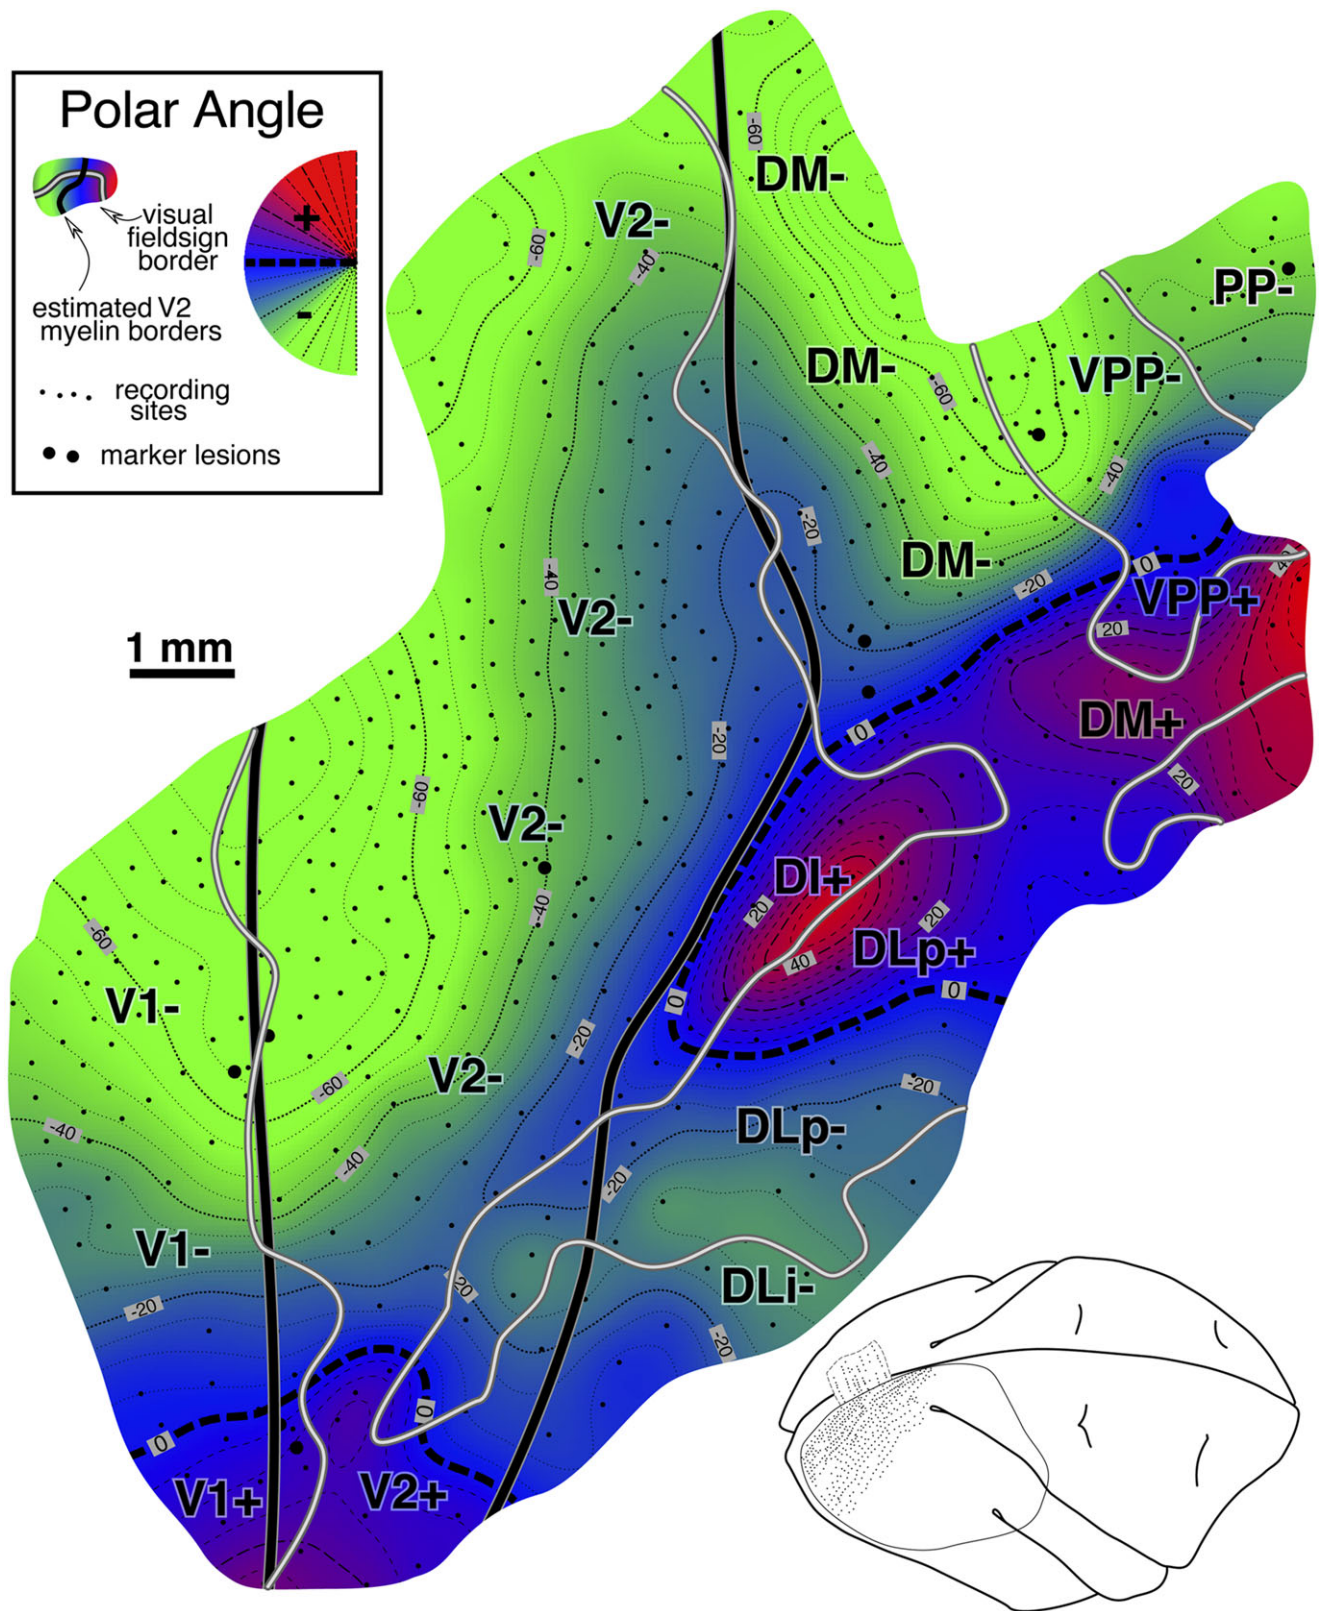 Polar Angle
visual
fieldsign
border
estimated V2
myelin borders
+
-
recording
sites
marker lesions
1 mm
-60
DM-
V2-
-60
-40
PP-
DM-
VPP-
-60
-40
-40
-20
DM-
-40
-20
0
40
VPP+
V2-
20
DM+
0
-20
20
-60
V2-
DI+
20
20
-40
DLp+
-60
40
V1-
0
0
-20
V2-
-60
-20
DLp-
-40
-40
-20
V1-
-20
DLi-
-20
-20
0
0
V1+
V2+